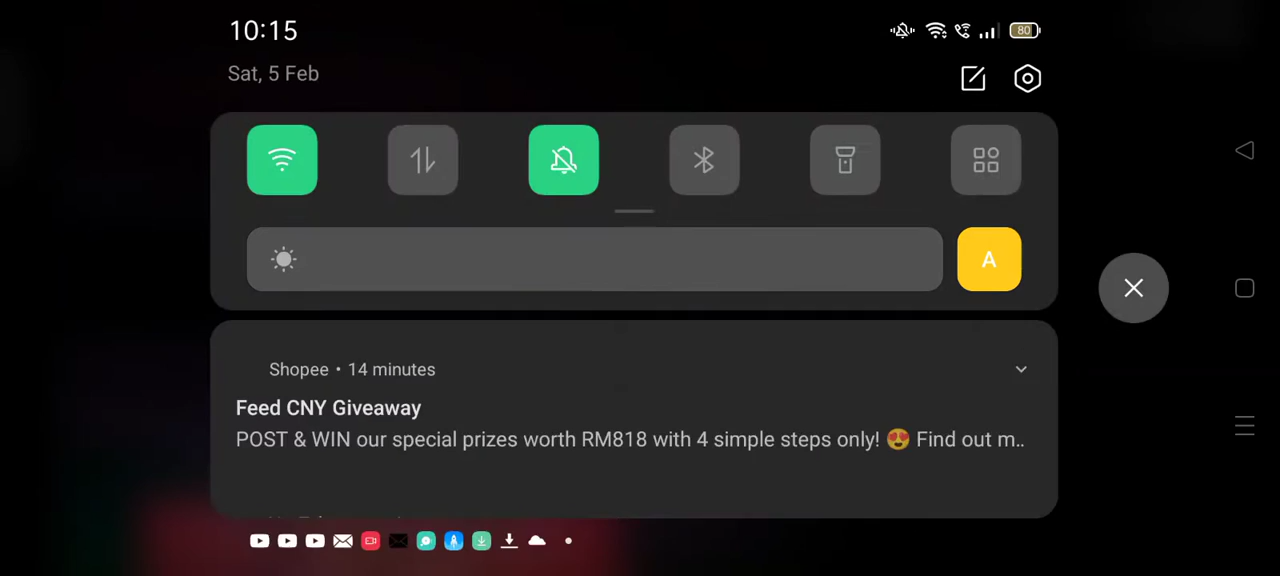 10:15
80
Sat, 5 Feb
A
Shopee • 14 minutes
Feed CNY Giveaway
POST & WIN our special prizes worth RM818 with 4 simple steps only! 😍 Find out m..